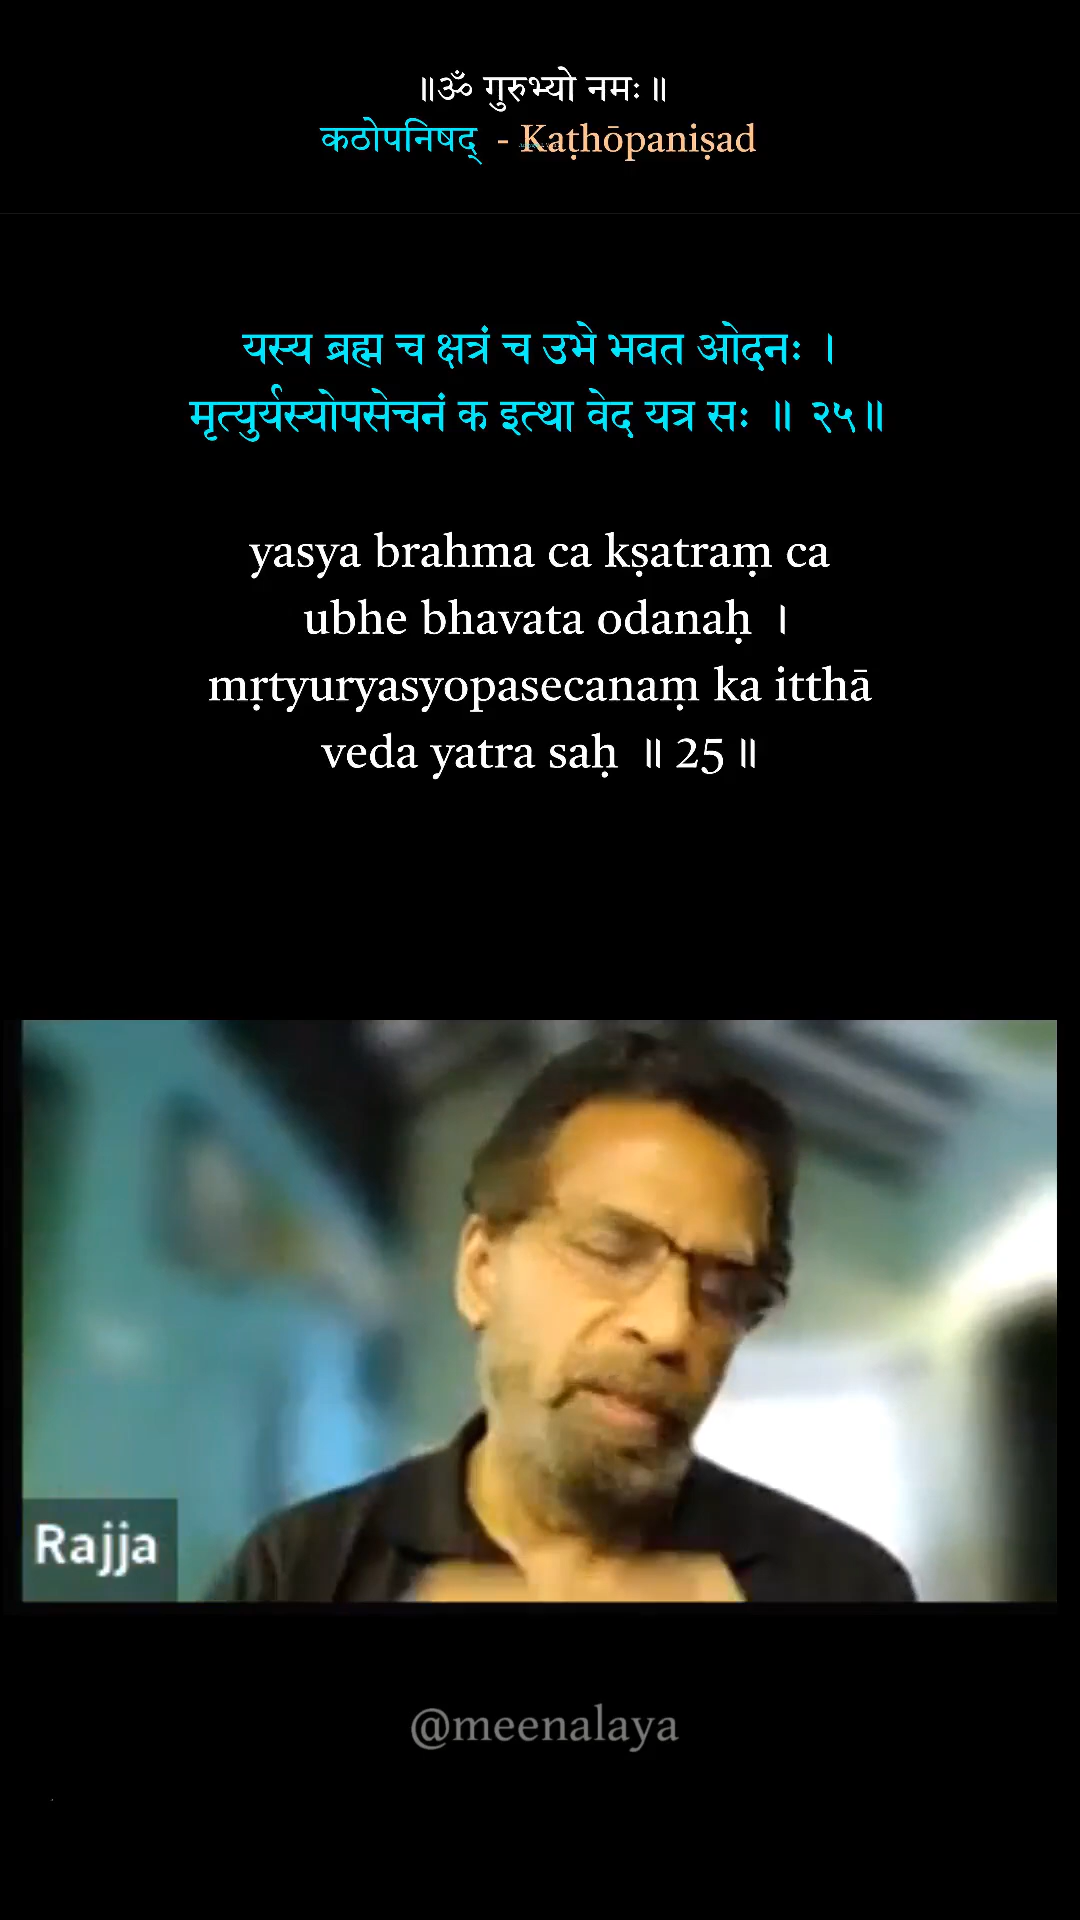 ॥ॐ गुरुभ्यो नमः॥
कठोपनिषद् - Kaṭhōpaniṣad
यस्य ब्रह्म च क्षत्रं च उभे भवत ओदनः ।
मृत्युर्यस्योपसेचनं क इत्था वेद यत्र सः ॥ २५॥
yasya brahma ca kṣatraṃ ca
ubhe bhavata odanaḥ ।
mṛtyuryasyopasecanaṃ ka itthā
veda yatra saḥ ॥ 25॥
Rajja
@meenalaya